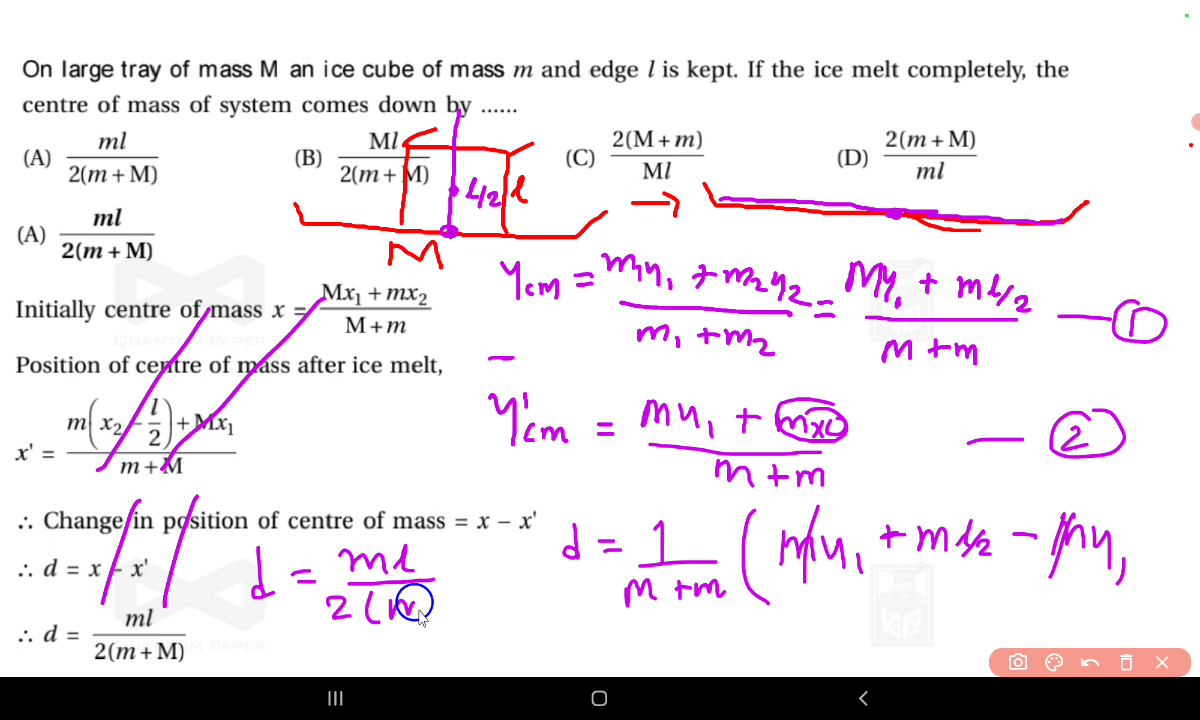 On large tray of mass M an ice cube of mass m and edge l is kept. If the ice melt completely, the
centre of mass of system comes down by ......
(A) ml / 2(m + M) (B) Ml / 2(m + M) (C) 2(M + m) / Ml (D) 2(m + M) / ml
L/2 l
M
(A) ml / 2(m + M)
Ycm = m₁y₁ + m₂y₂ / m₁ + m₂ = My₁ + m l/2 / M + m — ①
Initially centre of mass x = Mx₁ + mx₂ / M + m
QUANTUM PAPER
Position of centre of mass after ice melt,
Y'cm = My₁ + m×0 / M + m — ②
x' = m(x₂ - l/2) + Mx₁ / m + M
∴ Change in position of centre of mass = x − x'
d = 1 / M + m ( My₁ + m l/2 − My₁
∴ d = x - x'
d = ml / 2(M
∴ d = ml / 2(m + M)
M PAPER